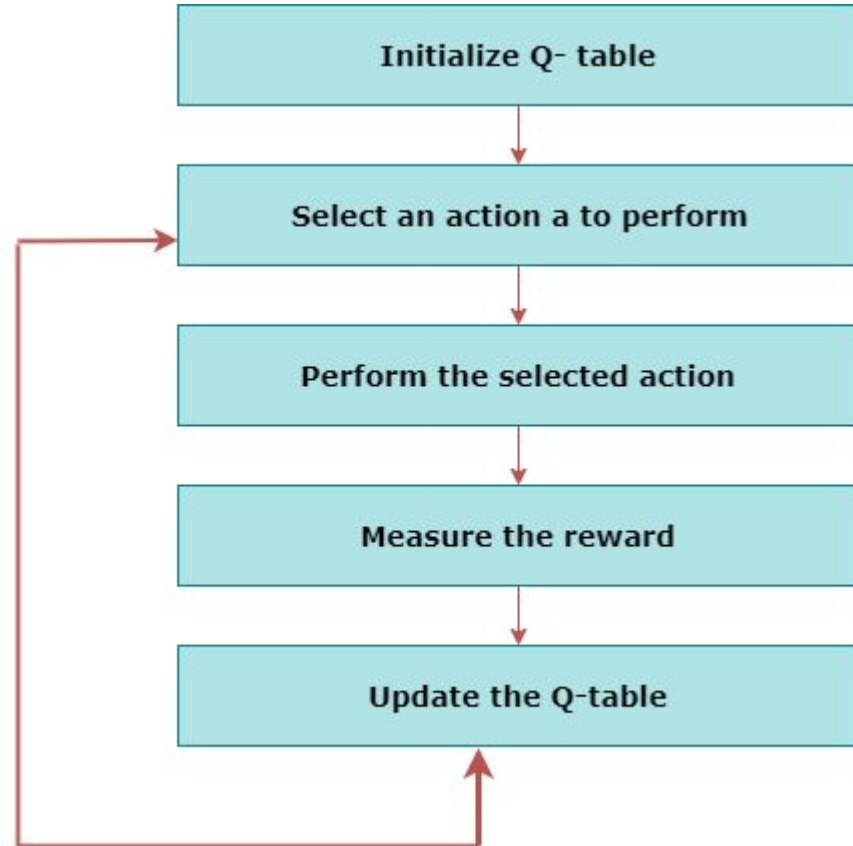 Initialize Q- table
Select an action a to perform
Perform the selected action
Measure the reward
Update the Q-table